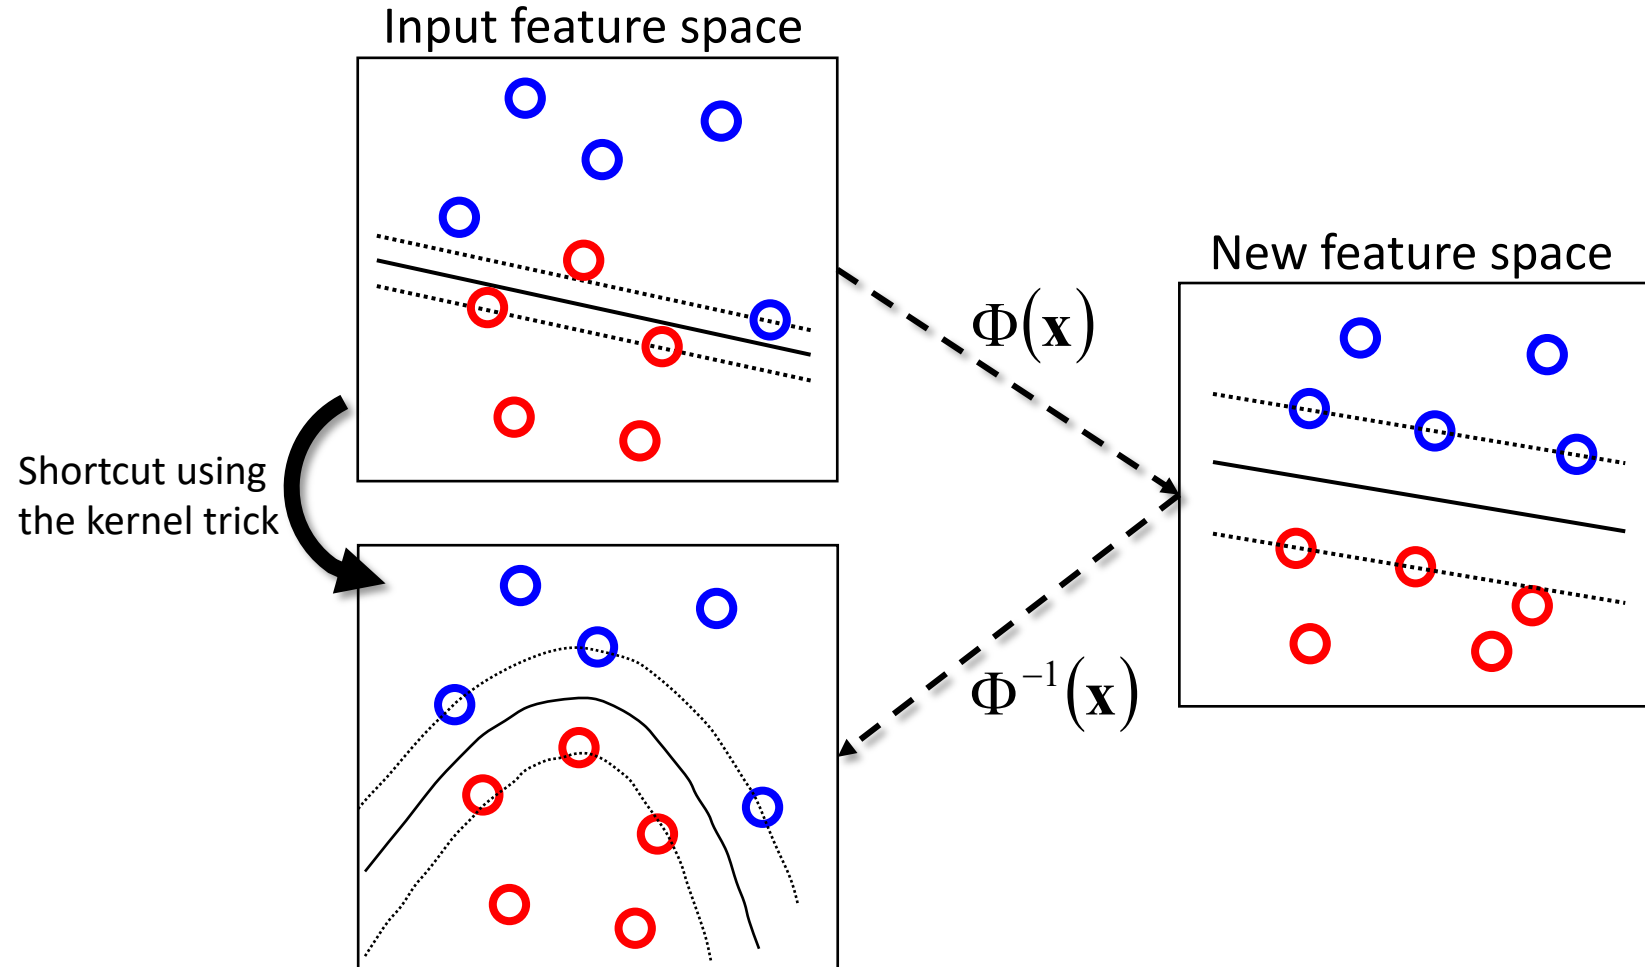 Input feature space
New feature space
Φ(x)
Shortcut using
the kernel trick
Φ⁻¹(x)